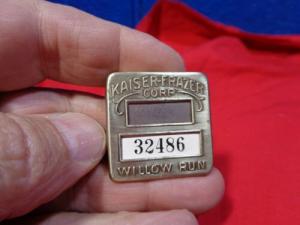 KAISER-FRAZER
CORP
32486
WILLOW RUN